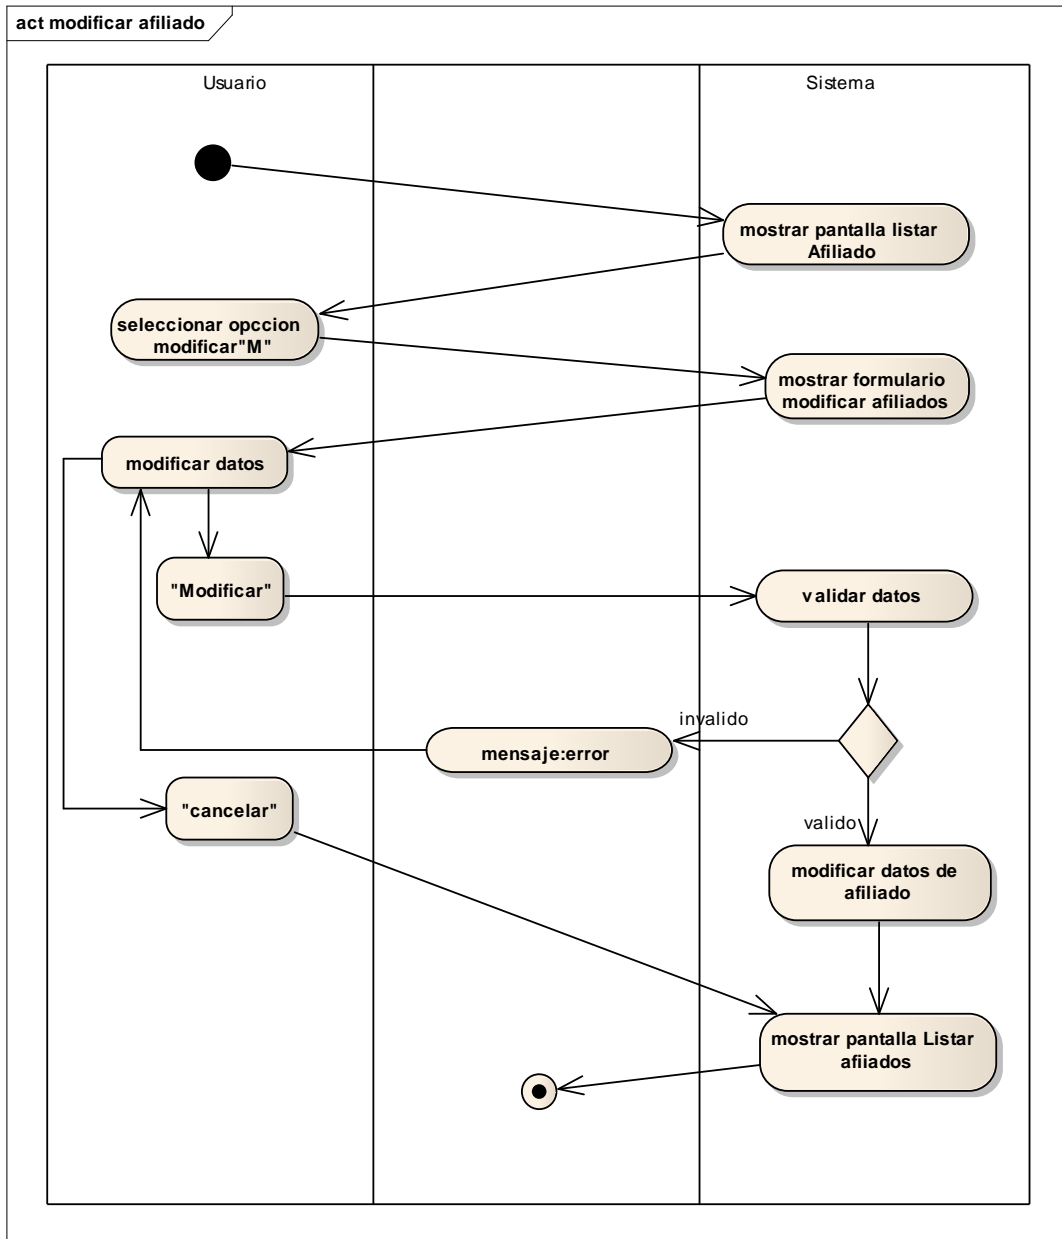 act modificar afiliado
Usuario
Sistema
mostrar pantalla listar
Afiliado
seleccionar opccion
modificar"M"
mostrar formulario
modificar afiliados
modificar datos
"Modificar"
validar datos
invalido
mensaje:error
"cancelar"
valido
modificar datos de
afiliado
mostrar pantalla Listar
afiiados